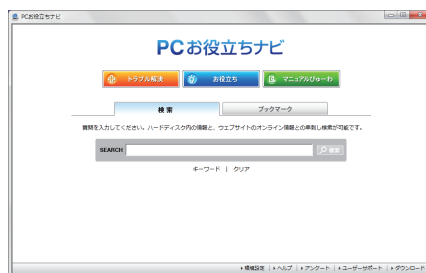 PCお役立ちナビ
PCお役立ちナビ
トラブル解決 お役立ち マニュアルびゅーわ
検索 ブックマーク
質問を入力してください。ハードディスク内の情報と、ウェブサイトのオンライン情報との串刺し検索が可能です。
SEARCH 検索
キーワード | クリア
環境設定 | ヘルプ | アンケート | ユーザーサポート | ダウンロード